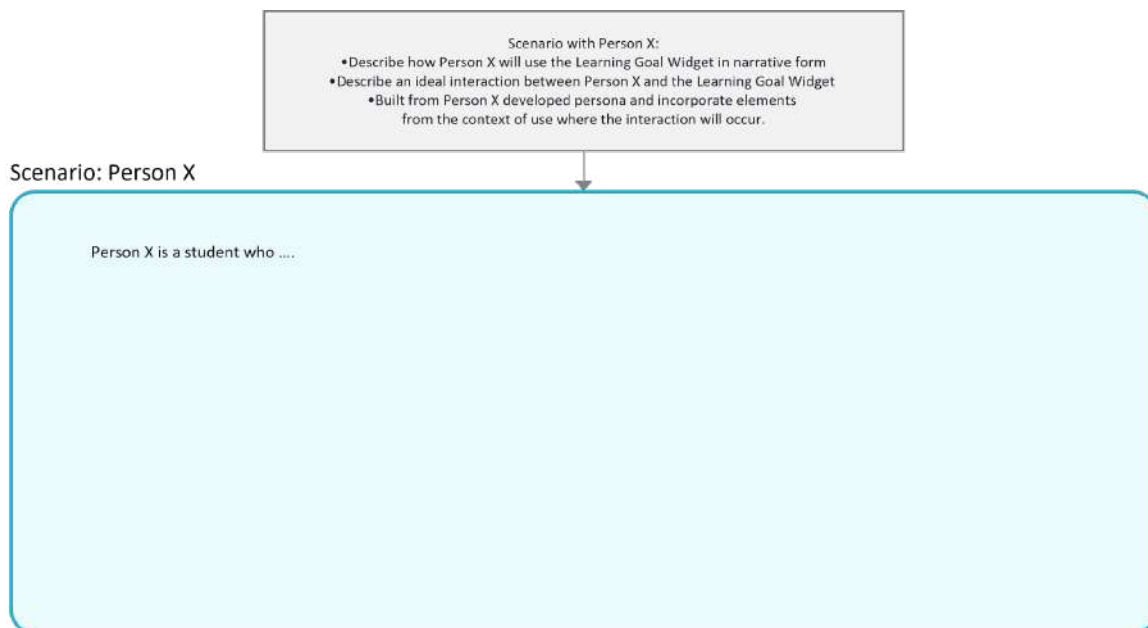 Scenario with Person X:
•Describe how Person X will use the Learning Goal Widget in narrative form
•Describe an ideal interaction between Person X and the Learning Goal Widget
•Built from Person X developed persona and incorporate elements
from the context of use where the interaction will occur.
Scenario: Person X
Person X is a student who ....